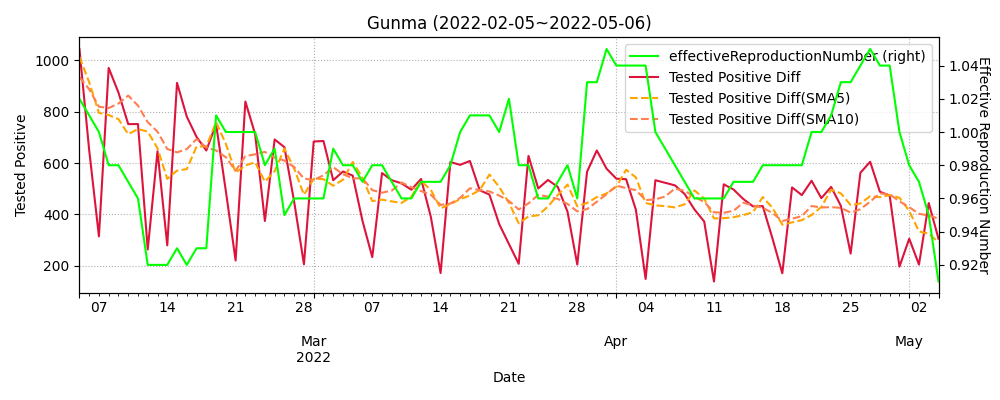 Gunma (2022-02-05~2022-05-06)
effectiveReproductionNumber (right)
Tested Positive Diff
Tested Positive Diff(SMA5)
Tested Positive Diff(SMA10)
Tested Positive
1000
800
600
400
200
Effective Reproduction Number
1.04
1.02
1.00
0.98
0.96
0.94
0.92
07 14 21 28 07 14 21 28 04 11 18 25 02
Mar Apr May
2022
Date